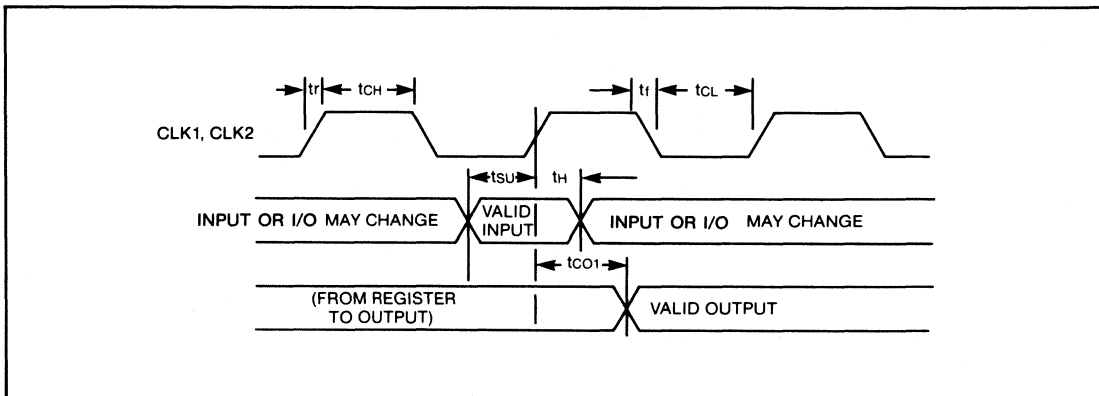 tr tCH tf tCL
CLK1, CLK2
tSU tH
INPUT OR I/O MAY CHANGE VALID INPUT INPUT OR I/O MAY CHANGE
tCO1
(FROM REGISTER
TO OUTPUT) VALID OUTPUT